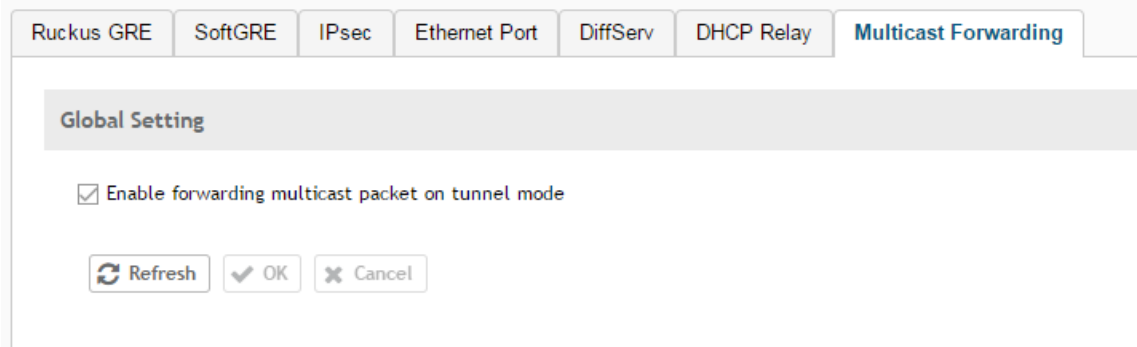 Ruckus GRE SoftGRE IPsec Ethernet Port DiffServ DHCP Relay Multicast Forwarding
Global Setting
Enable forwarding multicast packet on tunnel mode
Refresh OK Cancel